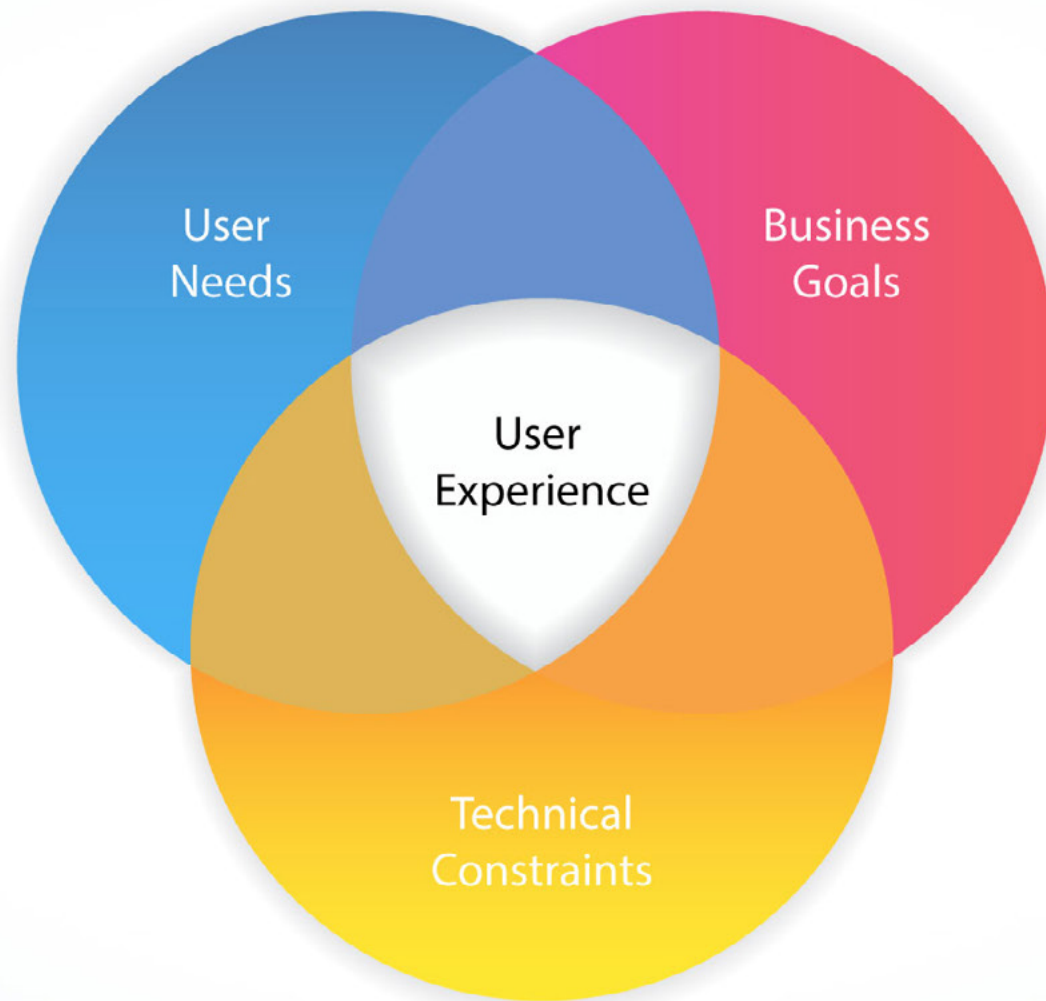 User
Needs
Business
Goals
User
Experience
Technical
Constraints